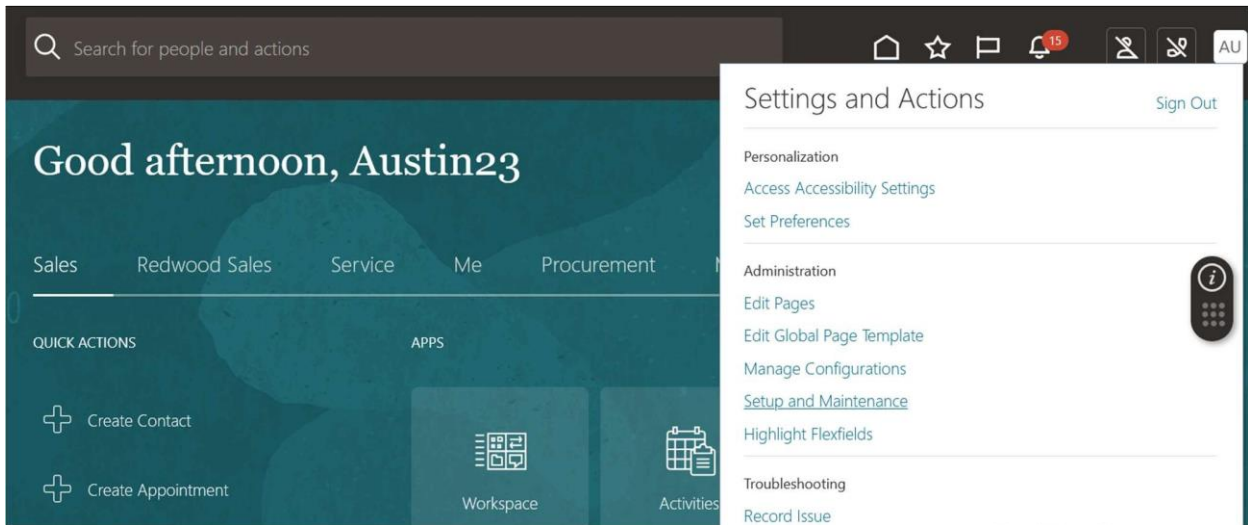 Search for people and actions
15
AU
Settings and Actions
Sign Out
Good afternoon, Austin23
Personalization
Access Accessibility Settings
Set Preferences
Sales Redwood Sales Service Me Procurement
Administration
Edit Pages
Edit Global Page Template
Manage Configurations
Setup and Maintenance
Highlight Flexfields
QUICK ACTIONS
APPS
Create Contact
Create Appointment
Workspace
Activities
Troubleshooting
Record Issue